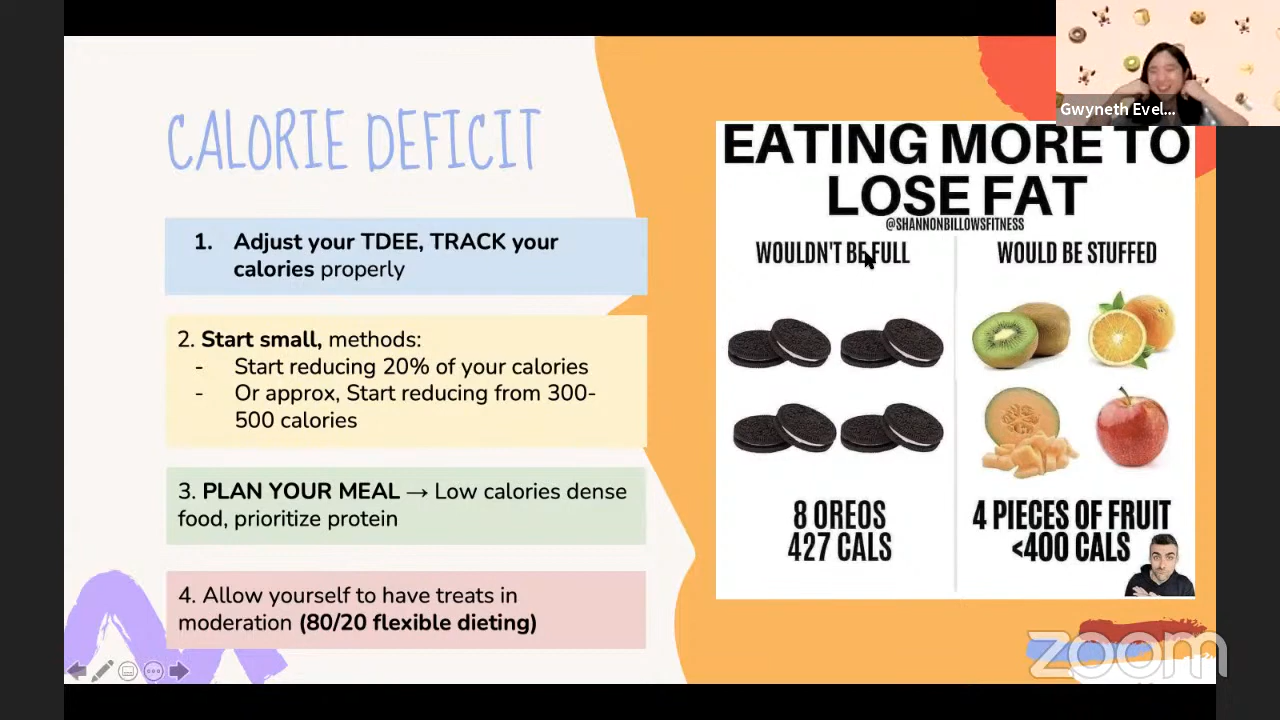 CALORIE DEFICIT
1. Adjust your TDEE, TRACK your
calories properly
2. Start small, methods:
- Start reducing 20% of your calories
- Or approx, Start reducing from 300-
500 calories
3. PLAN YOUR MEAL → Low calories dense
food, prioritize protein
4. Allow yourself to have treats in
moderation (80/20 flexible dieting)
Gwyneth Evel...
EATING MORE TO
LOSE FAT
@SHANNONBILLOWSFITNESS
WOULDN'T BE FULL
8 OREOS
427 CALS
WOULD BE STUFFED
4 PIECES OF FRUIT
<400 CALS
zoom